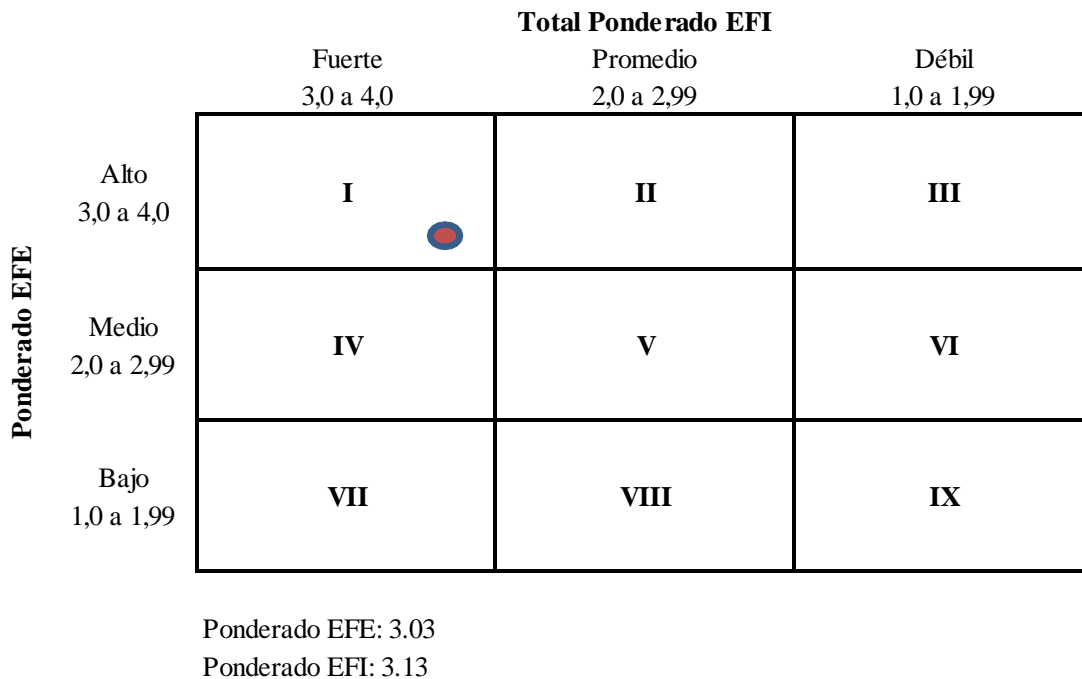 Total Ponderado EFI
Fuerte
3,0 a 4,0
Promedio
2,0 a 2,99
Débil
1,0 a 1,99
Ponderado EFE
Alto
3,0 a 4,0
I
II
III
Medio
2,0 a 2,99
IV
V
VI
Bajo
1,0 a 1,99
VII
VIII
IX
Ponderado EFE: 3.03
Ponderado EFI: 3.13